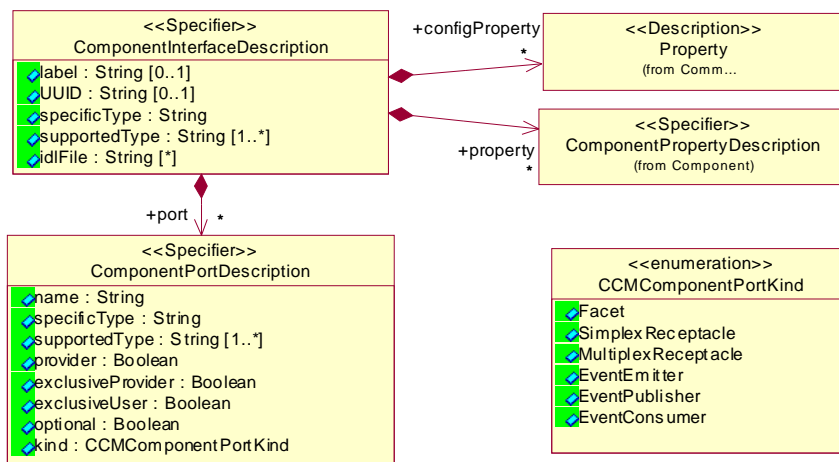 <<Specifier>>
ComponentInterfaceDescription
label : String [0..1]
UUID : String [0..1]
specificType : String
supportedType : String [1..*]
idlFile : String [*]
+configProperty
*
<<Description>>
Property
(from Comm...
+property
*
<<Specifier>>
ComponentPropertyDescription
(from Component)
+port
*
<<Specifier>>
ComponentPortDescription
name : String
specificType : String
supportedType : String [1..*]
provider : Boolean
exclusiveProvider : Boolean
exclusiveUser : Boolean
optional : Boolean
kind : CCMComponentPortKind
<<enumeration>>
CCMComponentPortKind
Facet
SimplexReceptacle
MultiplexReceptacle
EventEmitter
EventPublisher
EventConsumer